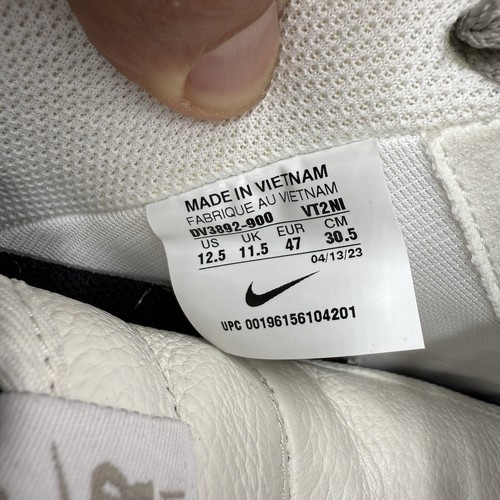 MADE IN VIETNAM
FABRIQUE AU VIETNAM
DV3892-900 VT2NI
US UK EUR CM
12.5 11.5 47 30.5
04/13/23
UPC 00196156104201